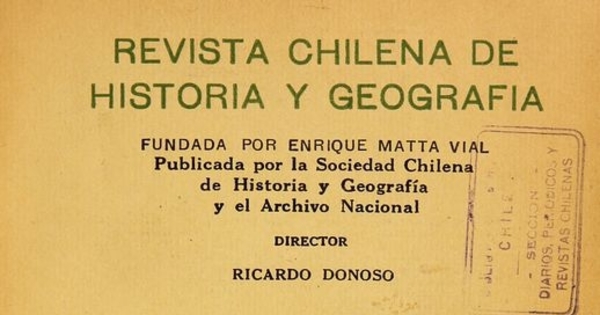 REVISTA CHILENA DE
HISTORIA Y GEOGRAFIA
FUNDADA POR ENRIQUE MATTA VIAL
Publicada por la Sociedad Chilena
de Historia y Geografía
y el Archivo Nacional
DIRECTOR
RICARDO DONOSO
CHILE
- SECCION -
DIARIOS, PERIODICOS Y
REVISTAS CHILENAS